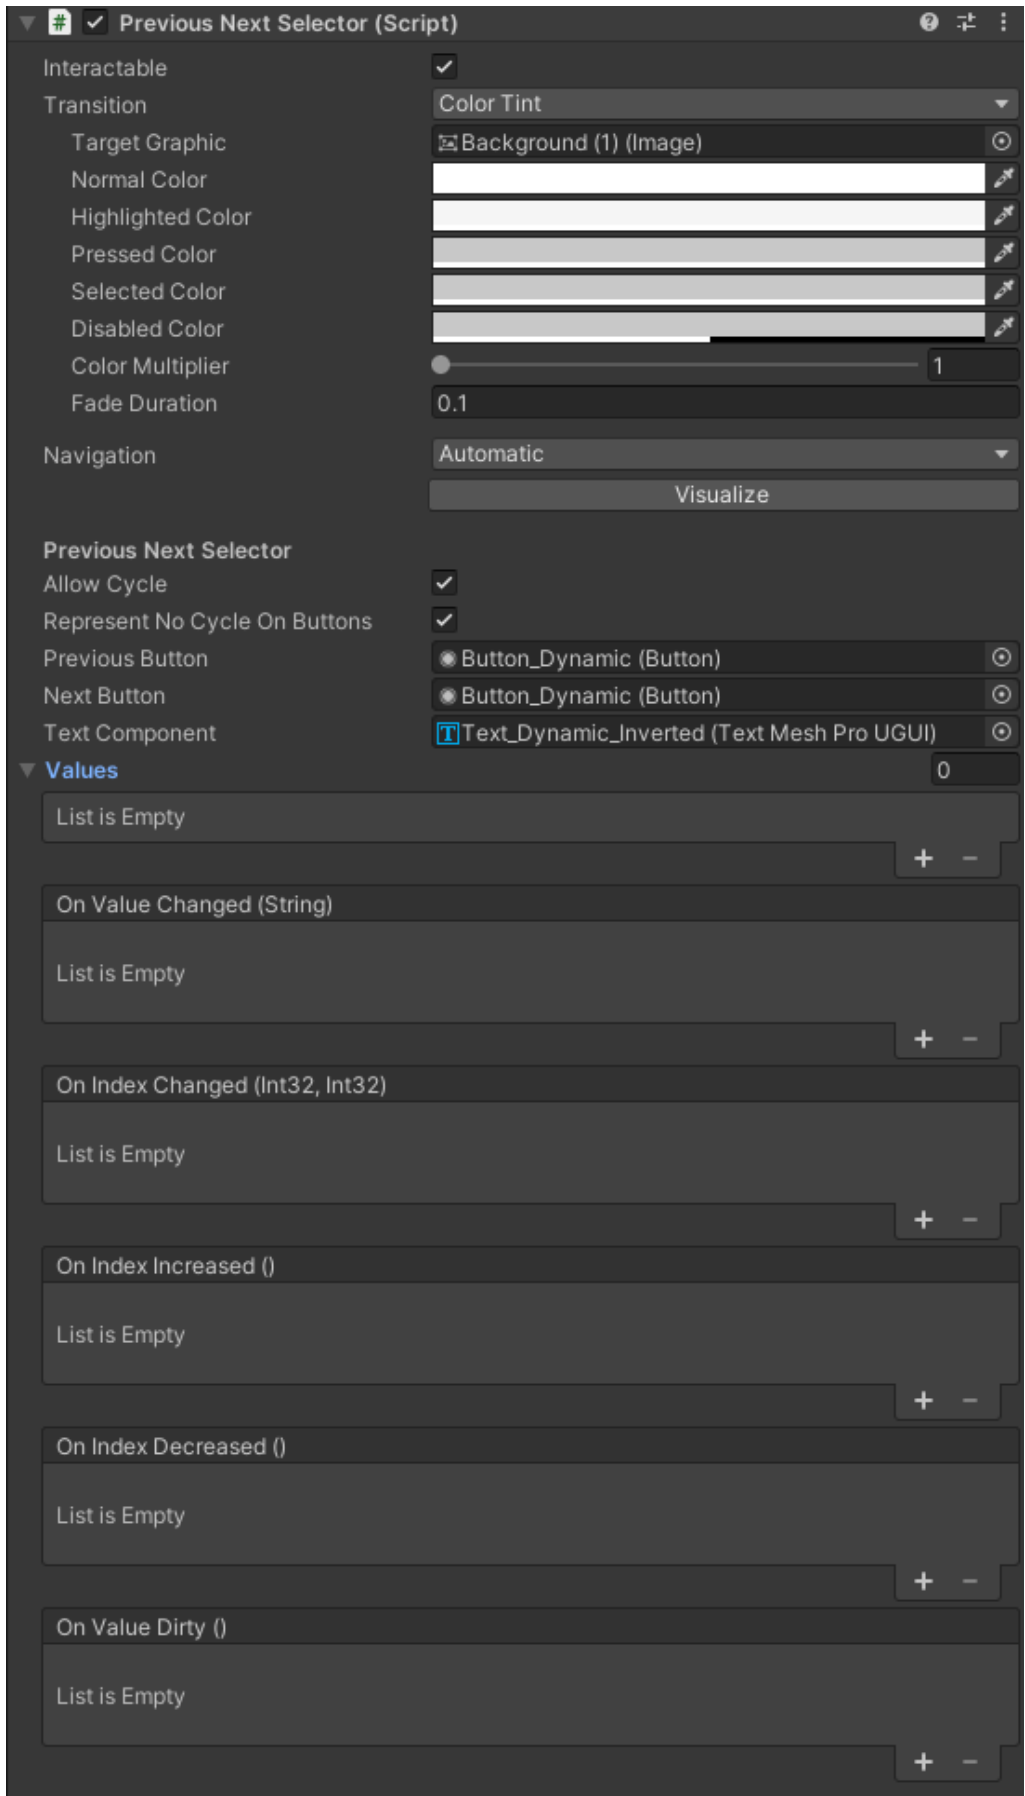 Previous Next Selector (Script)
Interactable
Transition Color Tint
Target Graphic Background (1) (Image)
Normal Color
Highlighted Color
Pressed Color
Selected Color
Disabled Color
Color Multiplier 1
Fade Duration 0.1
Navigation Automatic
Visualize
Previous Next Selector
Allow Cycle
Represent No Cycle On Buttons
Previous Button Button_Dynamic (Button)
Next Button Button_Dynamic (Button)
Text Component Text_Dynamic_Inverted (Text Mesh Pro UGUI)
Values 0
List is Empty
On Value Changed (String)
List is Empty
On Index Changed (Int32, Int32)
List is Empty
On Index Increased ()
List is Empty
On Index Decreased ()
List is Empty
On Value Dirty ()
List is Empty